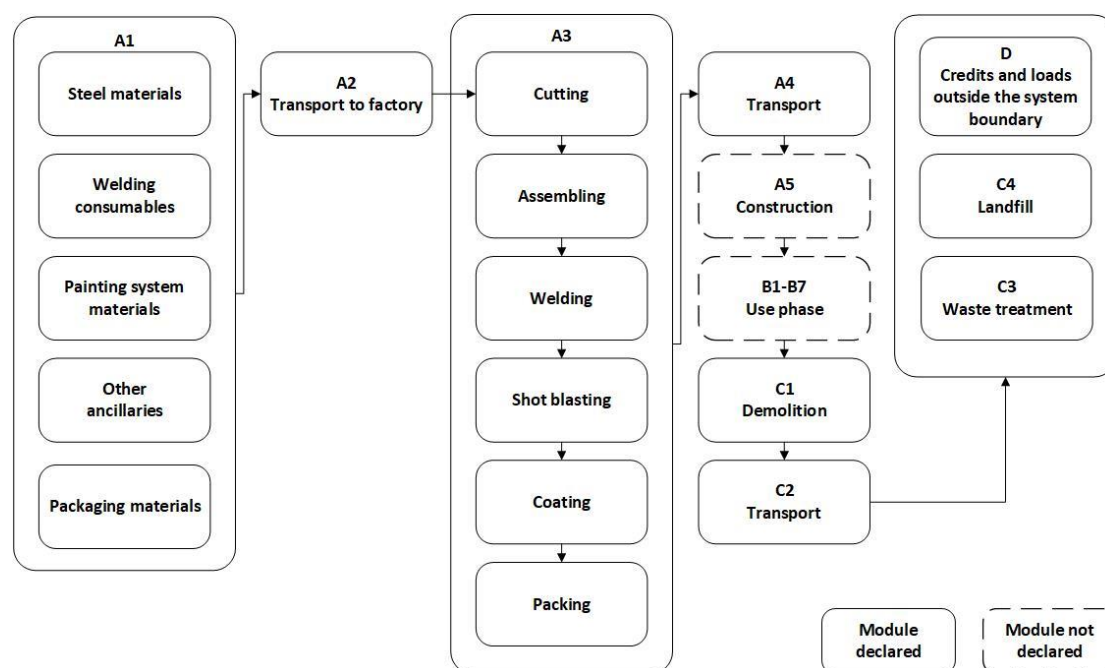 A1
Steel materials
Welding
consumables
Painting system
materials
Other
ancillaries
Packaging materials
A2
Transport to factory
A3
Cutting
Assembling
Welding
Shot blasting
Coating
Packing
A4
Transport
A5
Construction
B1-B7
Use phase
C1
Demolition
C2
Transport
D
Credits and loads
outside the system
boundary
C4
Landfill
C3
Waste treatment
Module
declared
Module not
declared